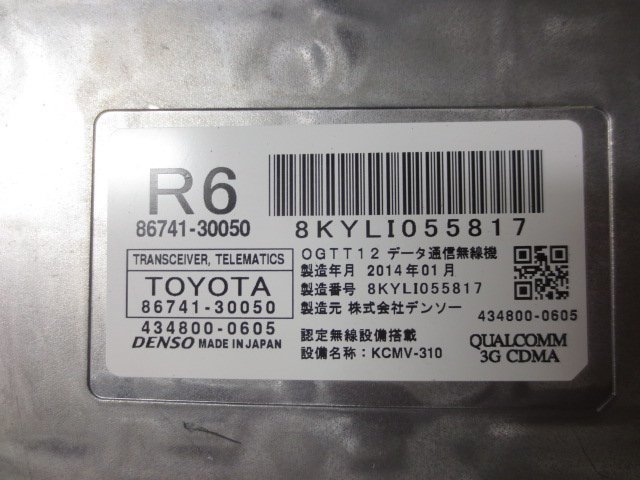 R6
86741-30050
8KYLI055817
TRANSCEIVER, TELEMATICS
TOYOTA
86741-30050
434800-0605
DENSO MADE IN JAPAN
OGTT12 データ通信無線機
製造年月 2014年01月
製造番号 8KYLI055817
製造元 株式会社デンソー
認定無線設備搭載
設備名称：KCMV-310
434800-0605
QUALCOMM
3G CDMA